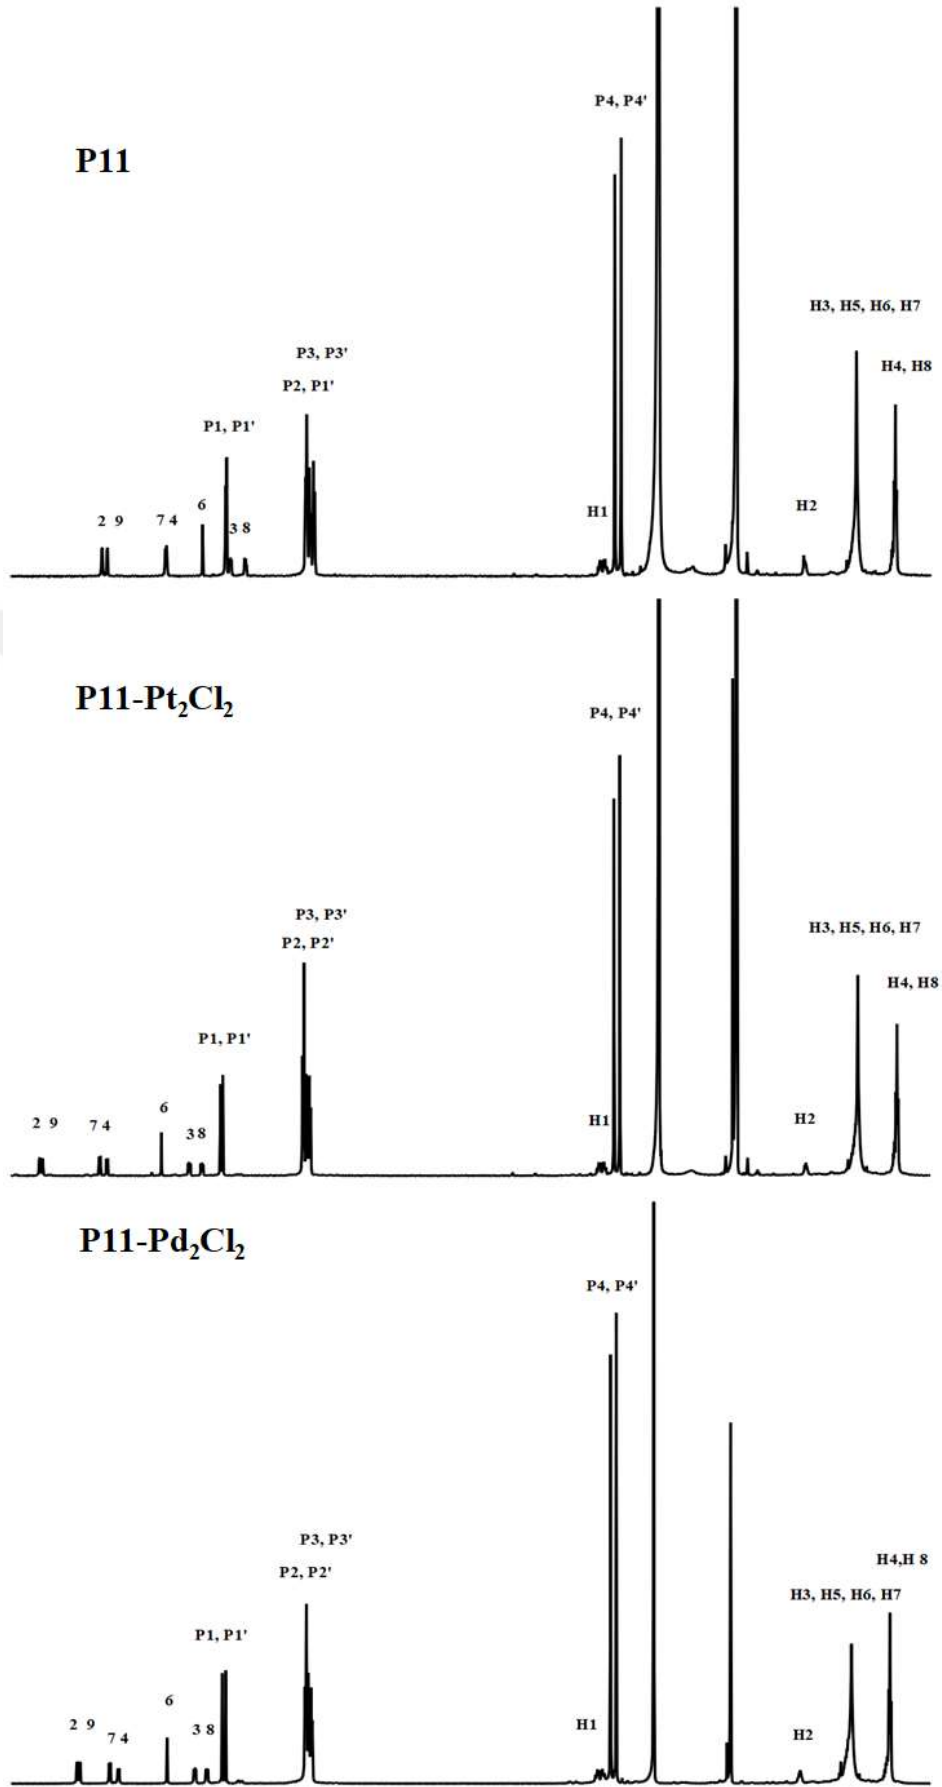 P4, P4'
P11
H3, H5, H6, H7
P3, P3'
H4, H8
P2, P1'
P1, P1'
6
H1
H2
2 9
7 4
3 8
P11-Pt₂Cl₂
P4, P4'
P3, P3'
H3, H5, H6, H7
P2, P2'
H4, H8
P1, P1'
6
2 9
7 4
3 8
H1
H2
P11-Pd₂Cl₂
P4, P4'
P3, P3'
H4,H 8
P2, P2'
H3, H5, H6, H7
P1, P1'
6
2 9
7 4
3 8
H1
H2